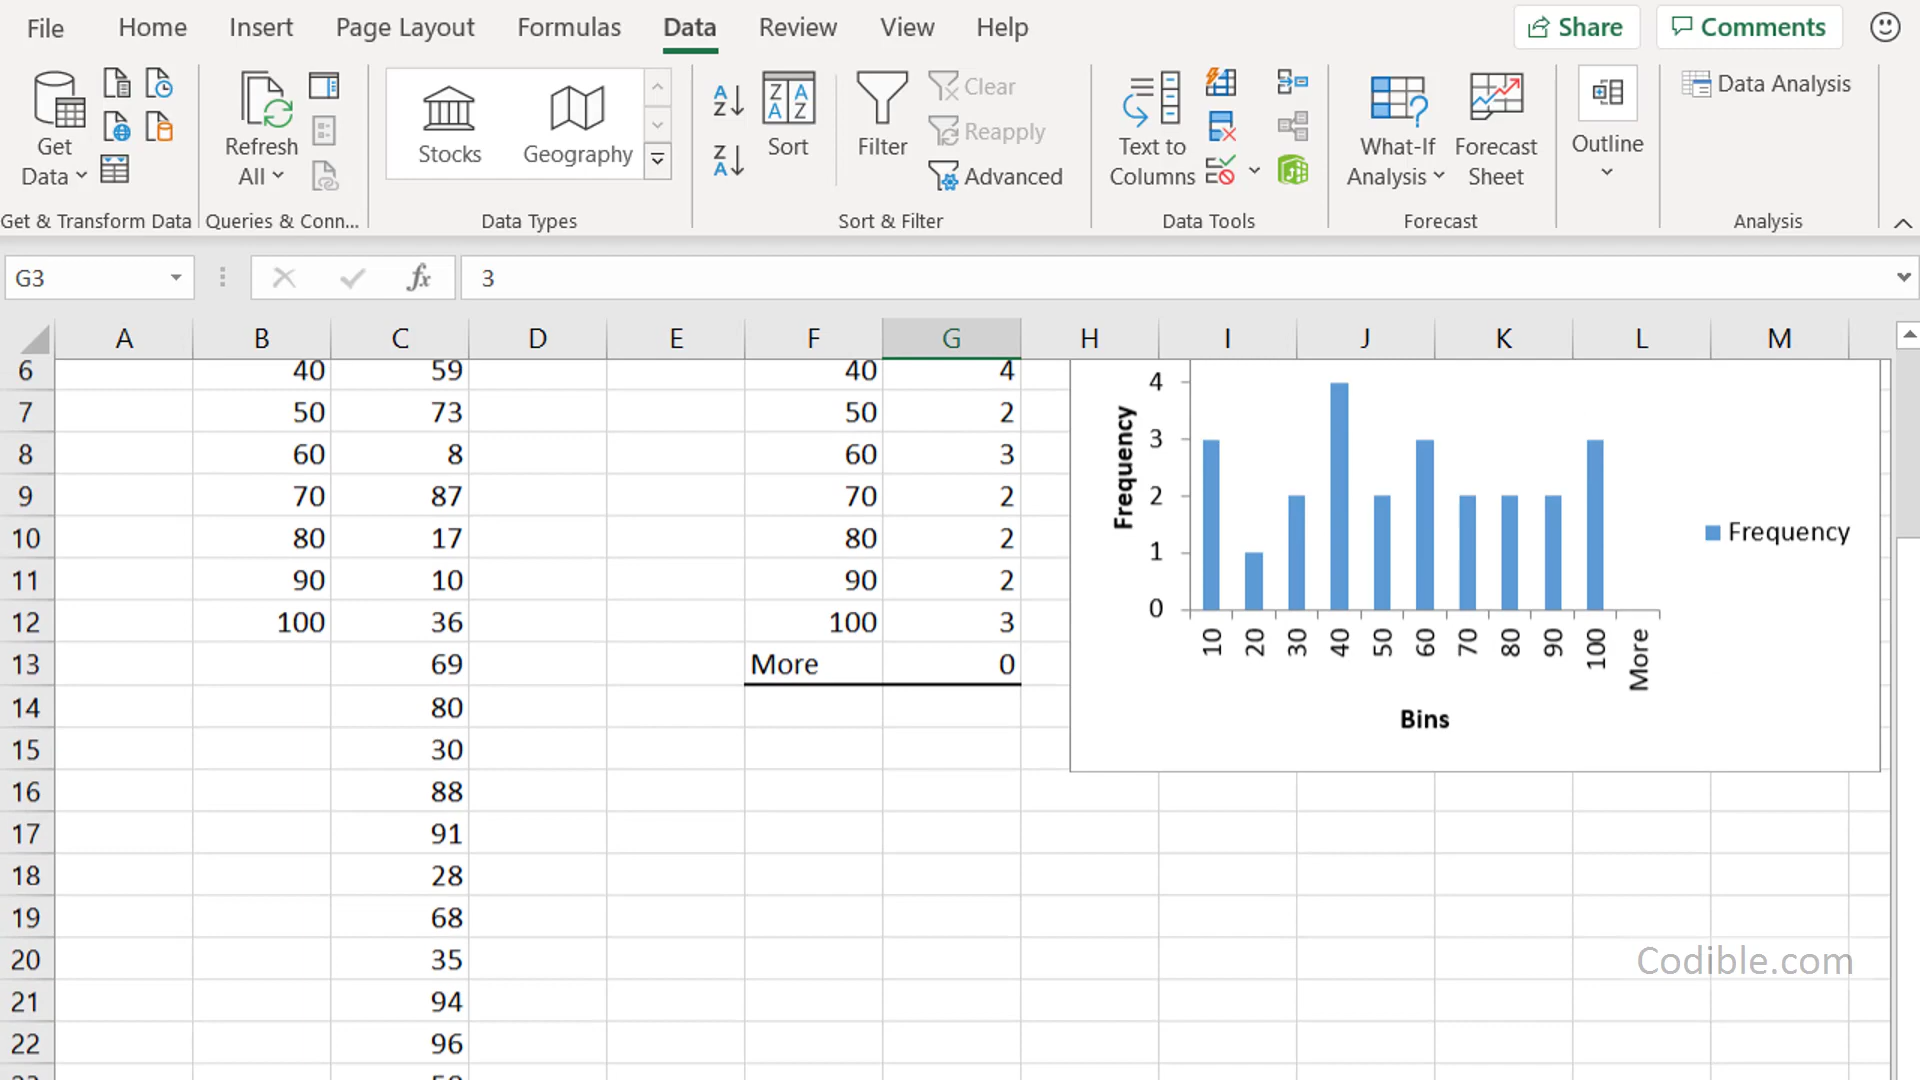 File Home Insert Page Layout Formulas Data Review View Help Share Comments
Get Data
Refresh All
Stocks Geography
Z A A Z
A Z
Z A
Sort
Filter
Clear
Reapply
Advanced
Text to Columns
What-If Analysis
Forecast Sheet
Outline
Data Analysis
Get & Transform Data Queries & Conn... Data Types Sort & Filter Data Tools Forecast Analysis
G3 fx 3
A B C D E F G H I J K L M
6 40 59 40 4
7 50 73 50 2
8 60 8 60 3
9 70 87 70 2
10 80 17 80 2
11 90 10 90 2
12 100 36 100 3
13 69 More 0
14 80
15 30
16 88
17 91
18 28
19 68
20 35
21 94
22 96
Frequency
4
3
2
1
0
10 20 30 40 50 60 70 80 90 100 More
Bins
Frequency
Codible.com